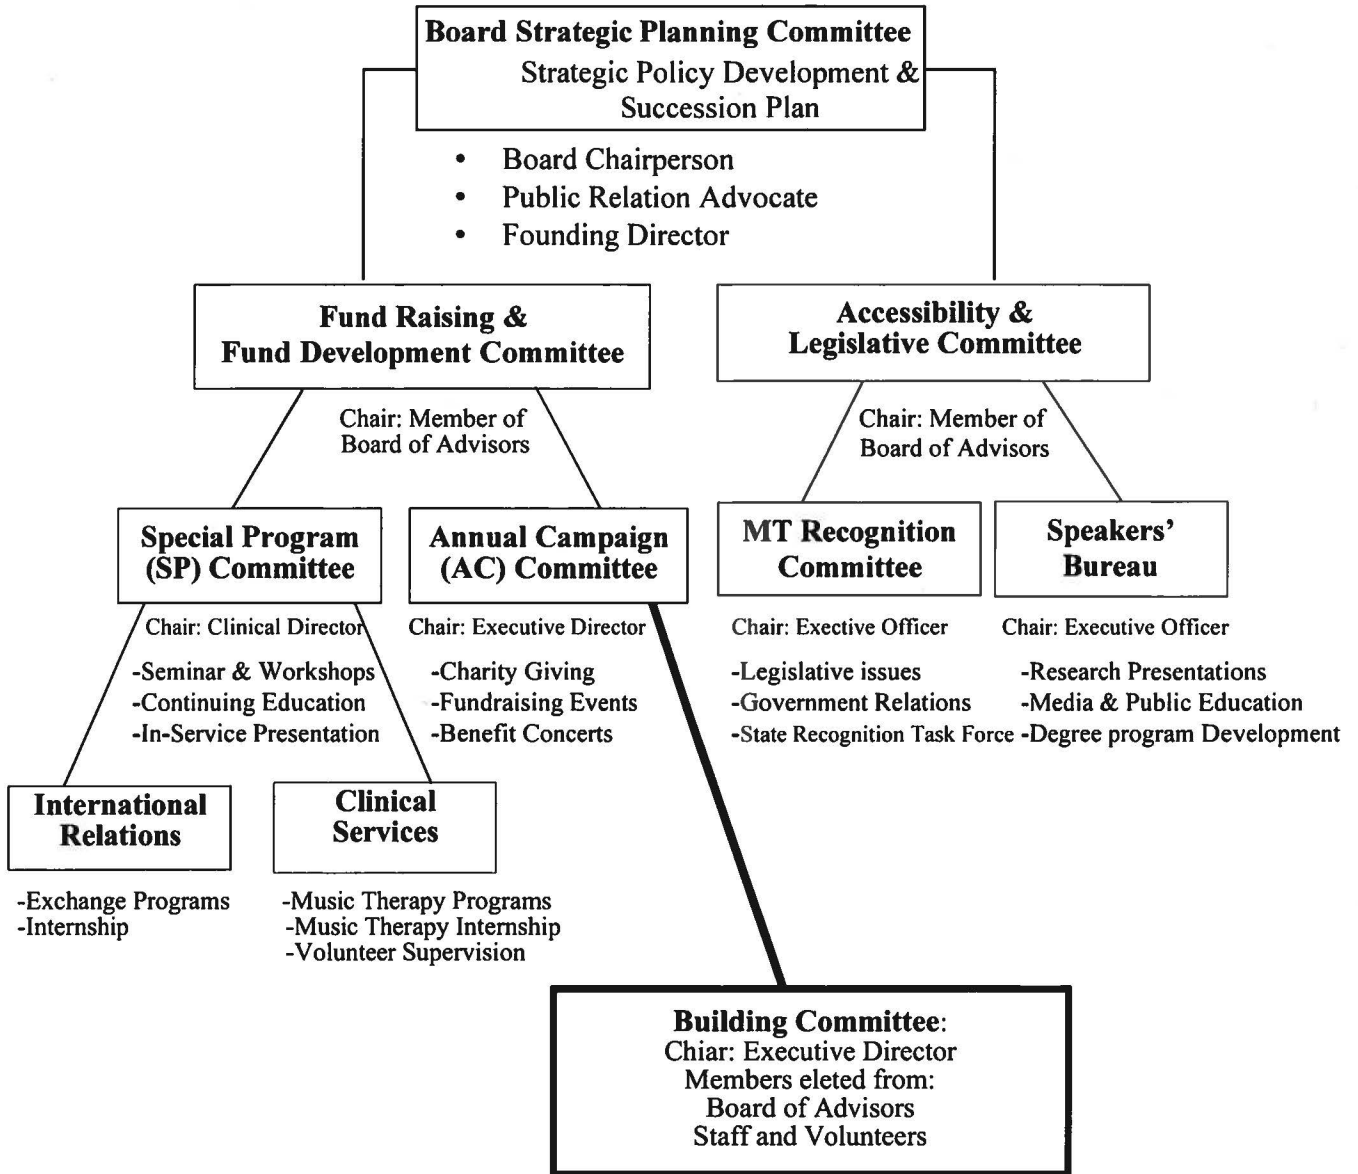 Board Strategic Planning Committee
Strategic Policy Development &
Succession Plan
• Board Chairperson
• Public Relation Advocate
• Founding Director
Fund Raising &
Fund Development Committee
Accessibility &
Legislative Committee
Chair: Member of
Board of Advisors
Chair: Member of
Board of Advisors
Special Program
(SP) Committee
Annual Campaign
(AC) Committee
MT Recognition
Committee
Speakers'
Bureau
Chair: Clinical Director
-Seminar & Workshops
-Continuing Education
-In-Service Presentation
Chair: Executive Director
-Charity Giving
-Fundraising Events
-Benefit Concerts
Chair: Exective Officer
-Legislative issues
-Government Relations
-State Recognition Task Force
Chair: Executive Officer
-Research Presentations
-Media & Public Education
-Degree program Development
International
Relations
Clinical
Services
-Exchange Programs
-Internship
-Music Therapy Programs
-Music Therapy Internship
-Volunteer Supervision
Building Committee:
Chiar: Executive Director
Members eleted from:
Board of Advisors
Staff and Volunteers